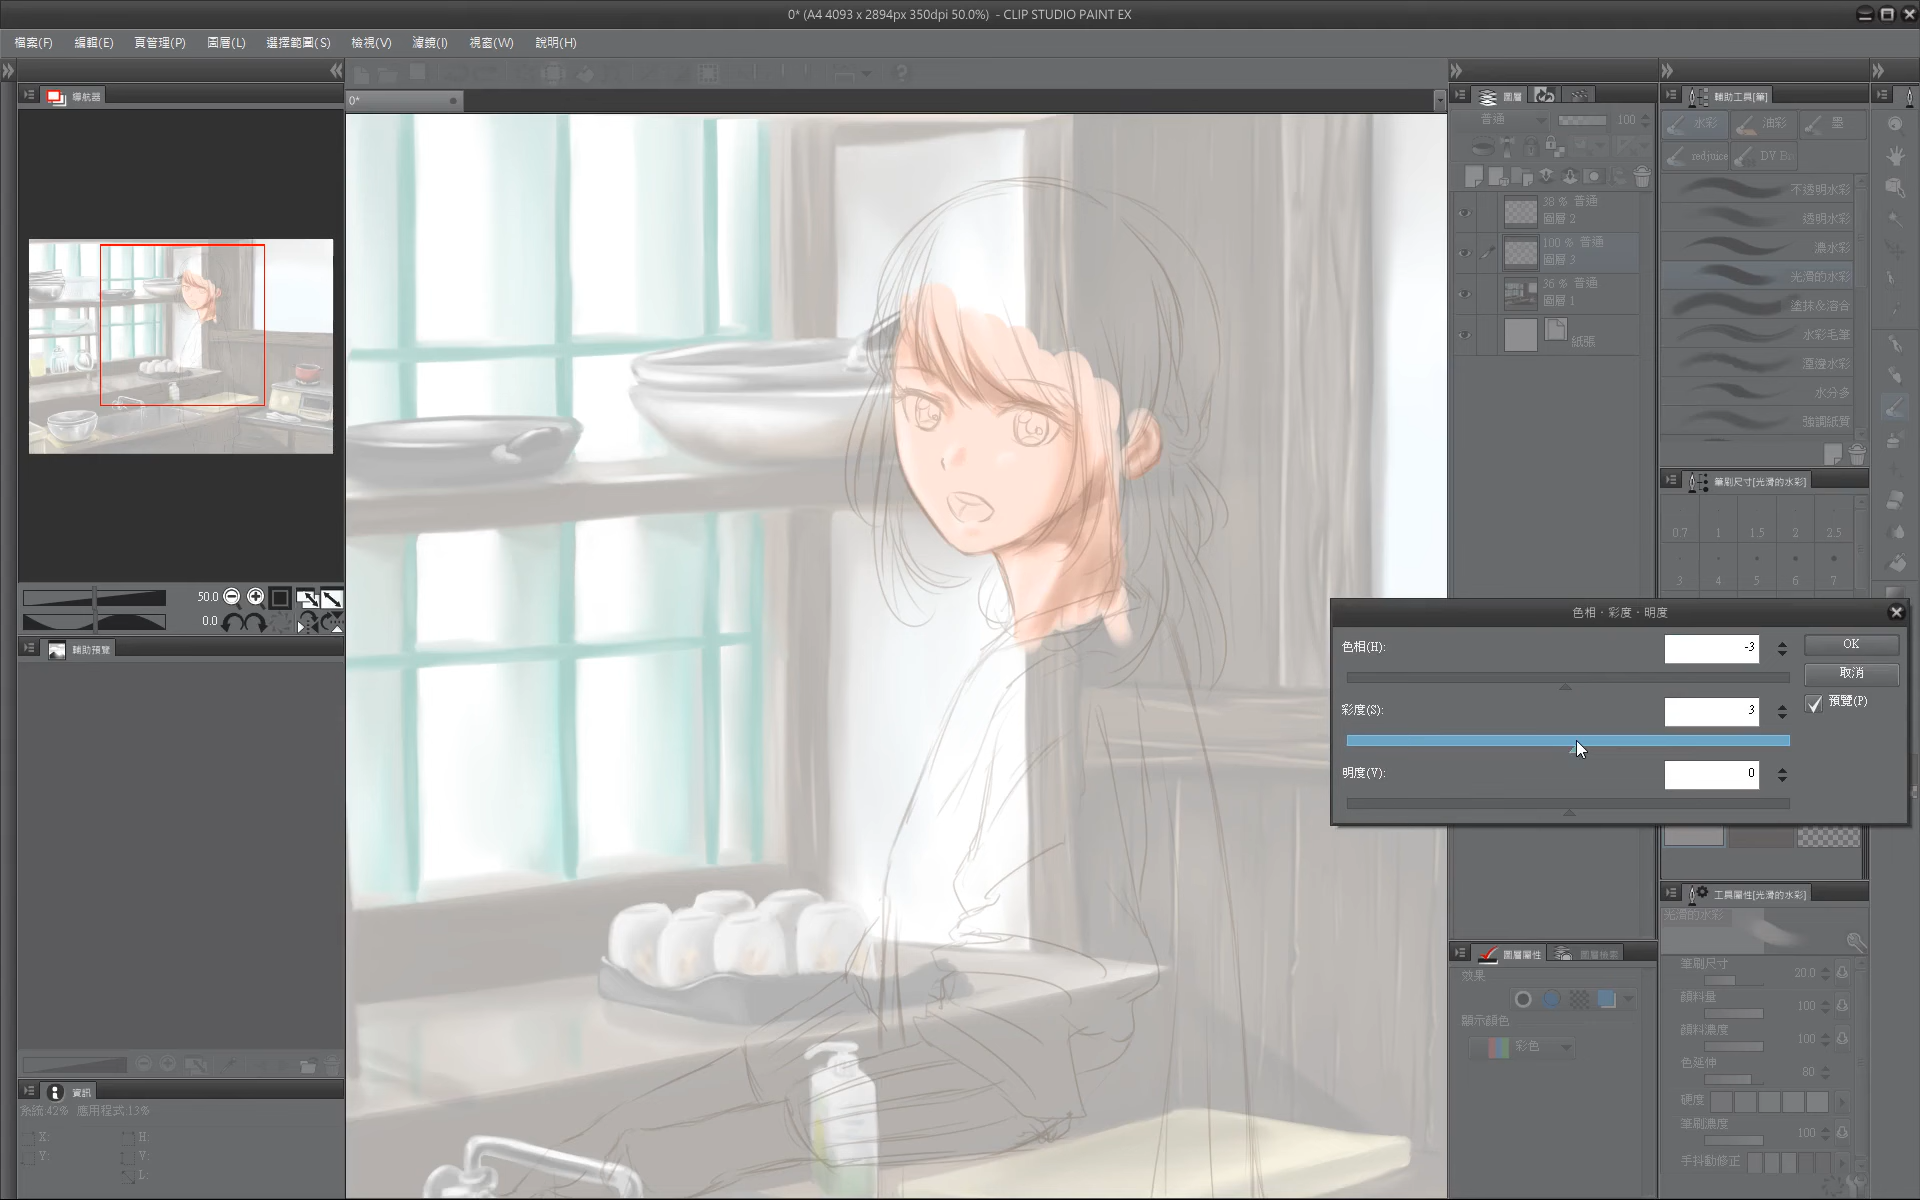 0* (A4 4093 x 2894px 350dpi 50.0%) - CLIP STUDIO PAINT EX
檔案(F) 編輯(E) 頁管理(P) 圖層(L) 選擇範圍(S) 檢視(V) 濾鏡(I) 視窗(W) 說明(H)
導航器
0*
50.0
0.0
輔助預覽
資訊
系統:42% 應用程式:13%
X: H:
Y: V:
L:
圖層
普通 100
38 % 普通
圖層 2
100 % 普通
圖層 3
36 % 普通
圖層 1
紙張
輔助工具[筆]
水彩 油彩 墨
redjuice DV Br
不透明水彩
透明水彩
濃水彩
光滑的水彩
塗抹&溶合
水彩毛筆
水分多
強調紙質
筆刷尺寸[光滑的水彩]
0.7 1 1.5 2 2.5
3 4 5 6 7
色相・彩度・明度
色相(H): -3
OK
取消
預覽(P)
彩度(S): 3
明度(V): 0
圖層屬性 圖層檢索
效果
顯示顏色
彩色
工具屬性[光滑的水彩]
光滑的水彩
筆刷尺寸 20.0
顏料量 100
顏料濃度 100
色延伸 80
硬度
筆刷濃度 100
手抖動修正